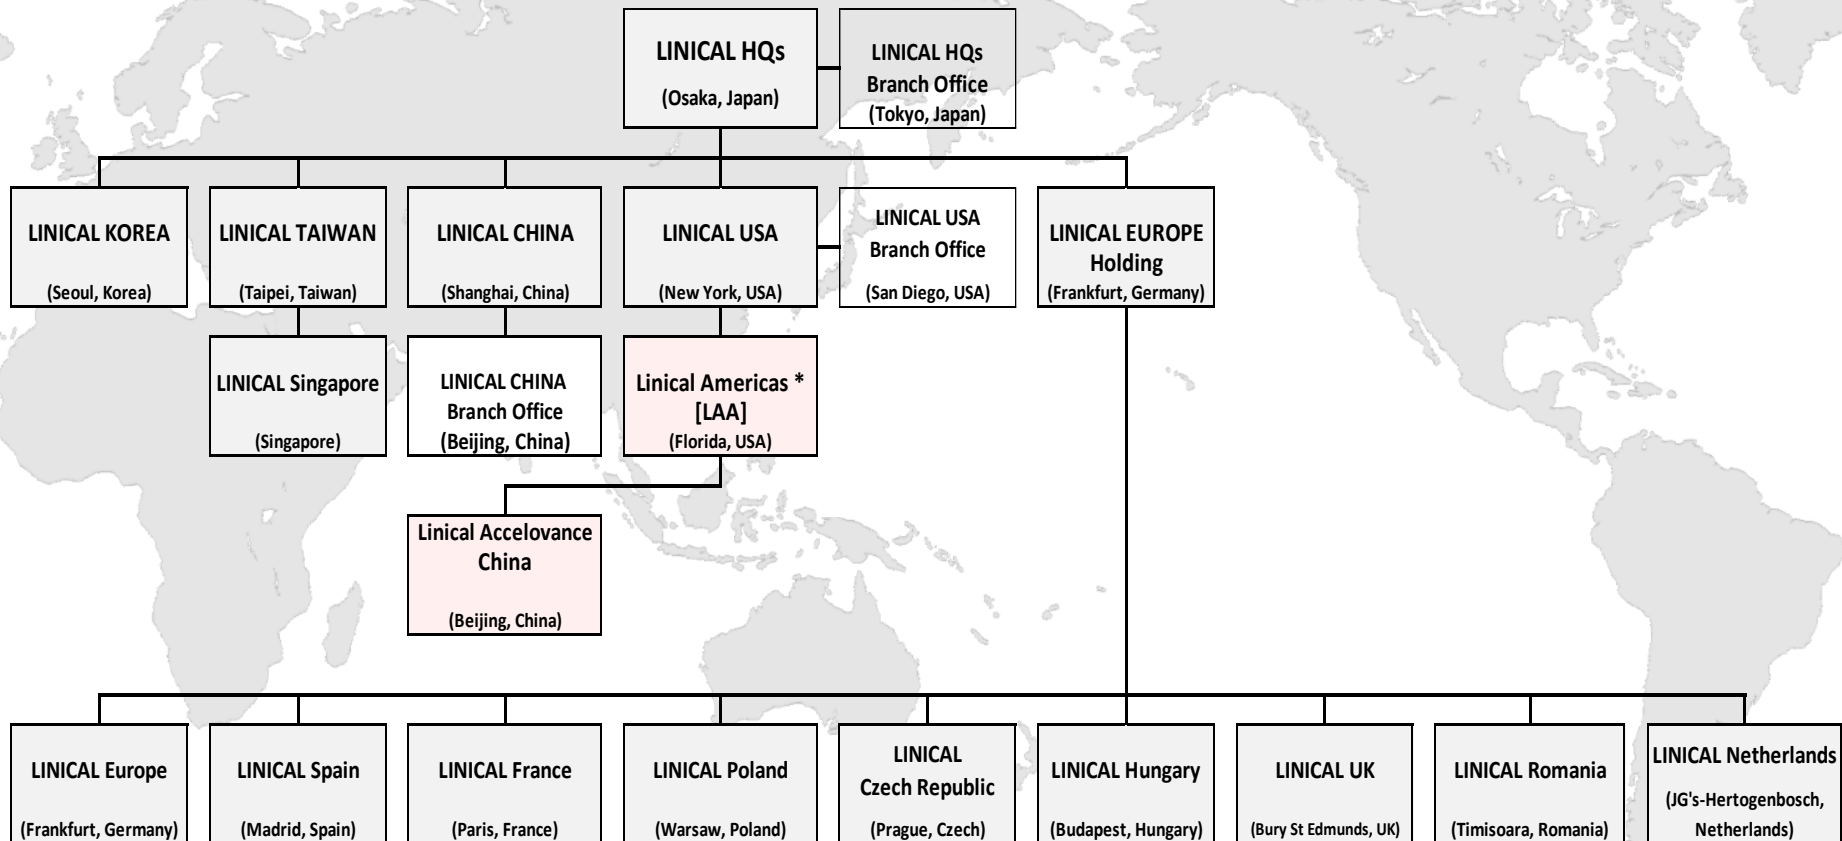 LINICAL HQs
(Osaka, Japan)
LINICAL HQs
Branch Office
(Tokyo, Japan)
LINICAL KOREA
(Seoul, Korea)
LINICAL TAIWAN
(Taipei, Taiwan)
LINICAL CHINA
(Shanghai, China)
LINICAL USA
(New York, USA)
LINICAL USA
Branch Office
(San Diego, USA)
LINICAL EUROPE
Holding
(Frankfurt, Germany)
LINICAL Singapore
(Singapore)
LINICAL CHINA
Branch Office
(Beijing, China)
Linical Americas *
[LAA]
(Florida, USA)
Linical Accelovance
China
(Beijing, China)
LINICAL Europe
(Frankfurt, Germany)
LINICAL Spain
(Madrid, Spain)
LINICAL France
(Paris, France)
LINICAL Poland
(Warsaw, Poland)
LINICAL
Czech Republic
(Prague, Czech)
LINICAL Hungary
(Budapest, Hungary)
LINICAL UK
(Bury St Edmunds, UK)
LINICAL Romania
(Timisoara, Romania)
LINICAL Netherlands
(JG's-Hertogenbosch,
Netherlands)